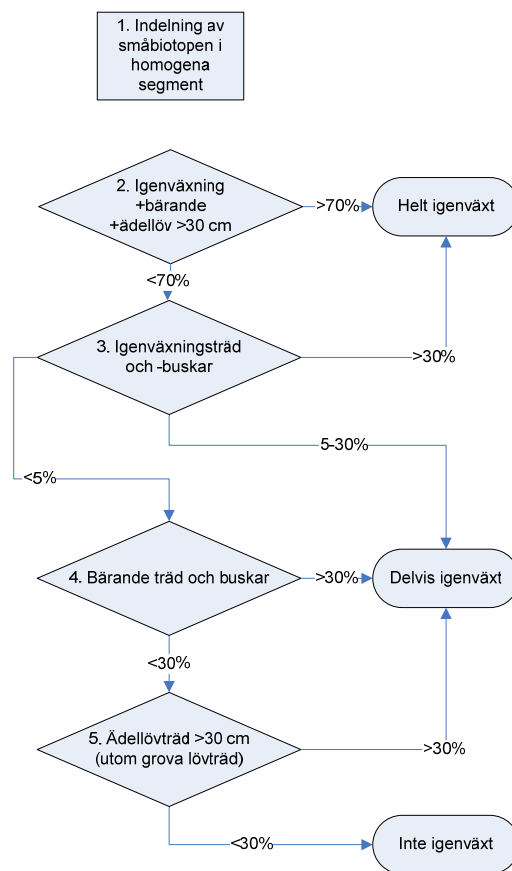 1. Indelning av
småbiotopen i
homogena
segment
2. Igenväxning
+bärande
+ädellöv >30 cm
>70%
Helt igenväxt
<70%
3. Igenväxningsträd
och -buskar
>30%
5-30%
<5%
4. Bärande träd och buskar
>30%
Delvis igenväxt
<30%
5. Ädellövträd >30 cm
(utom grova lövträd)
>30%
<30%
Inte igenväxt